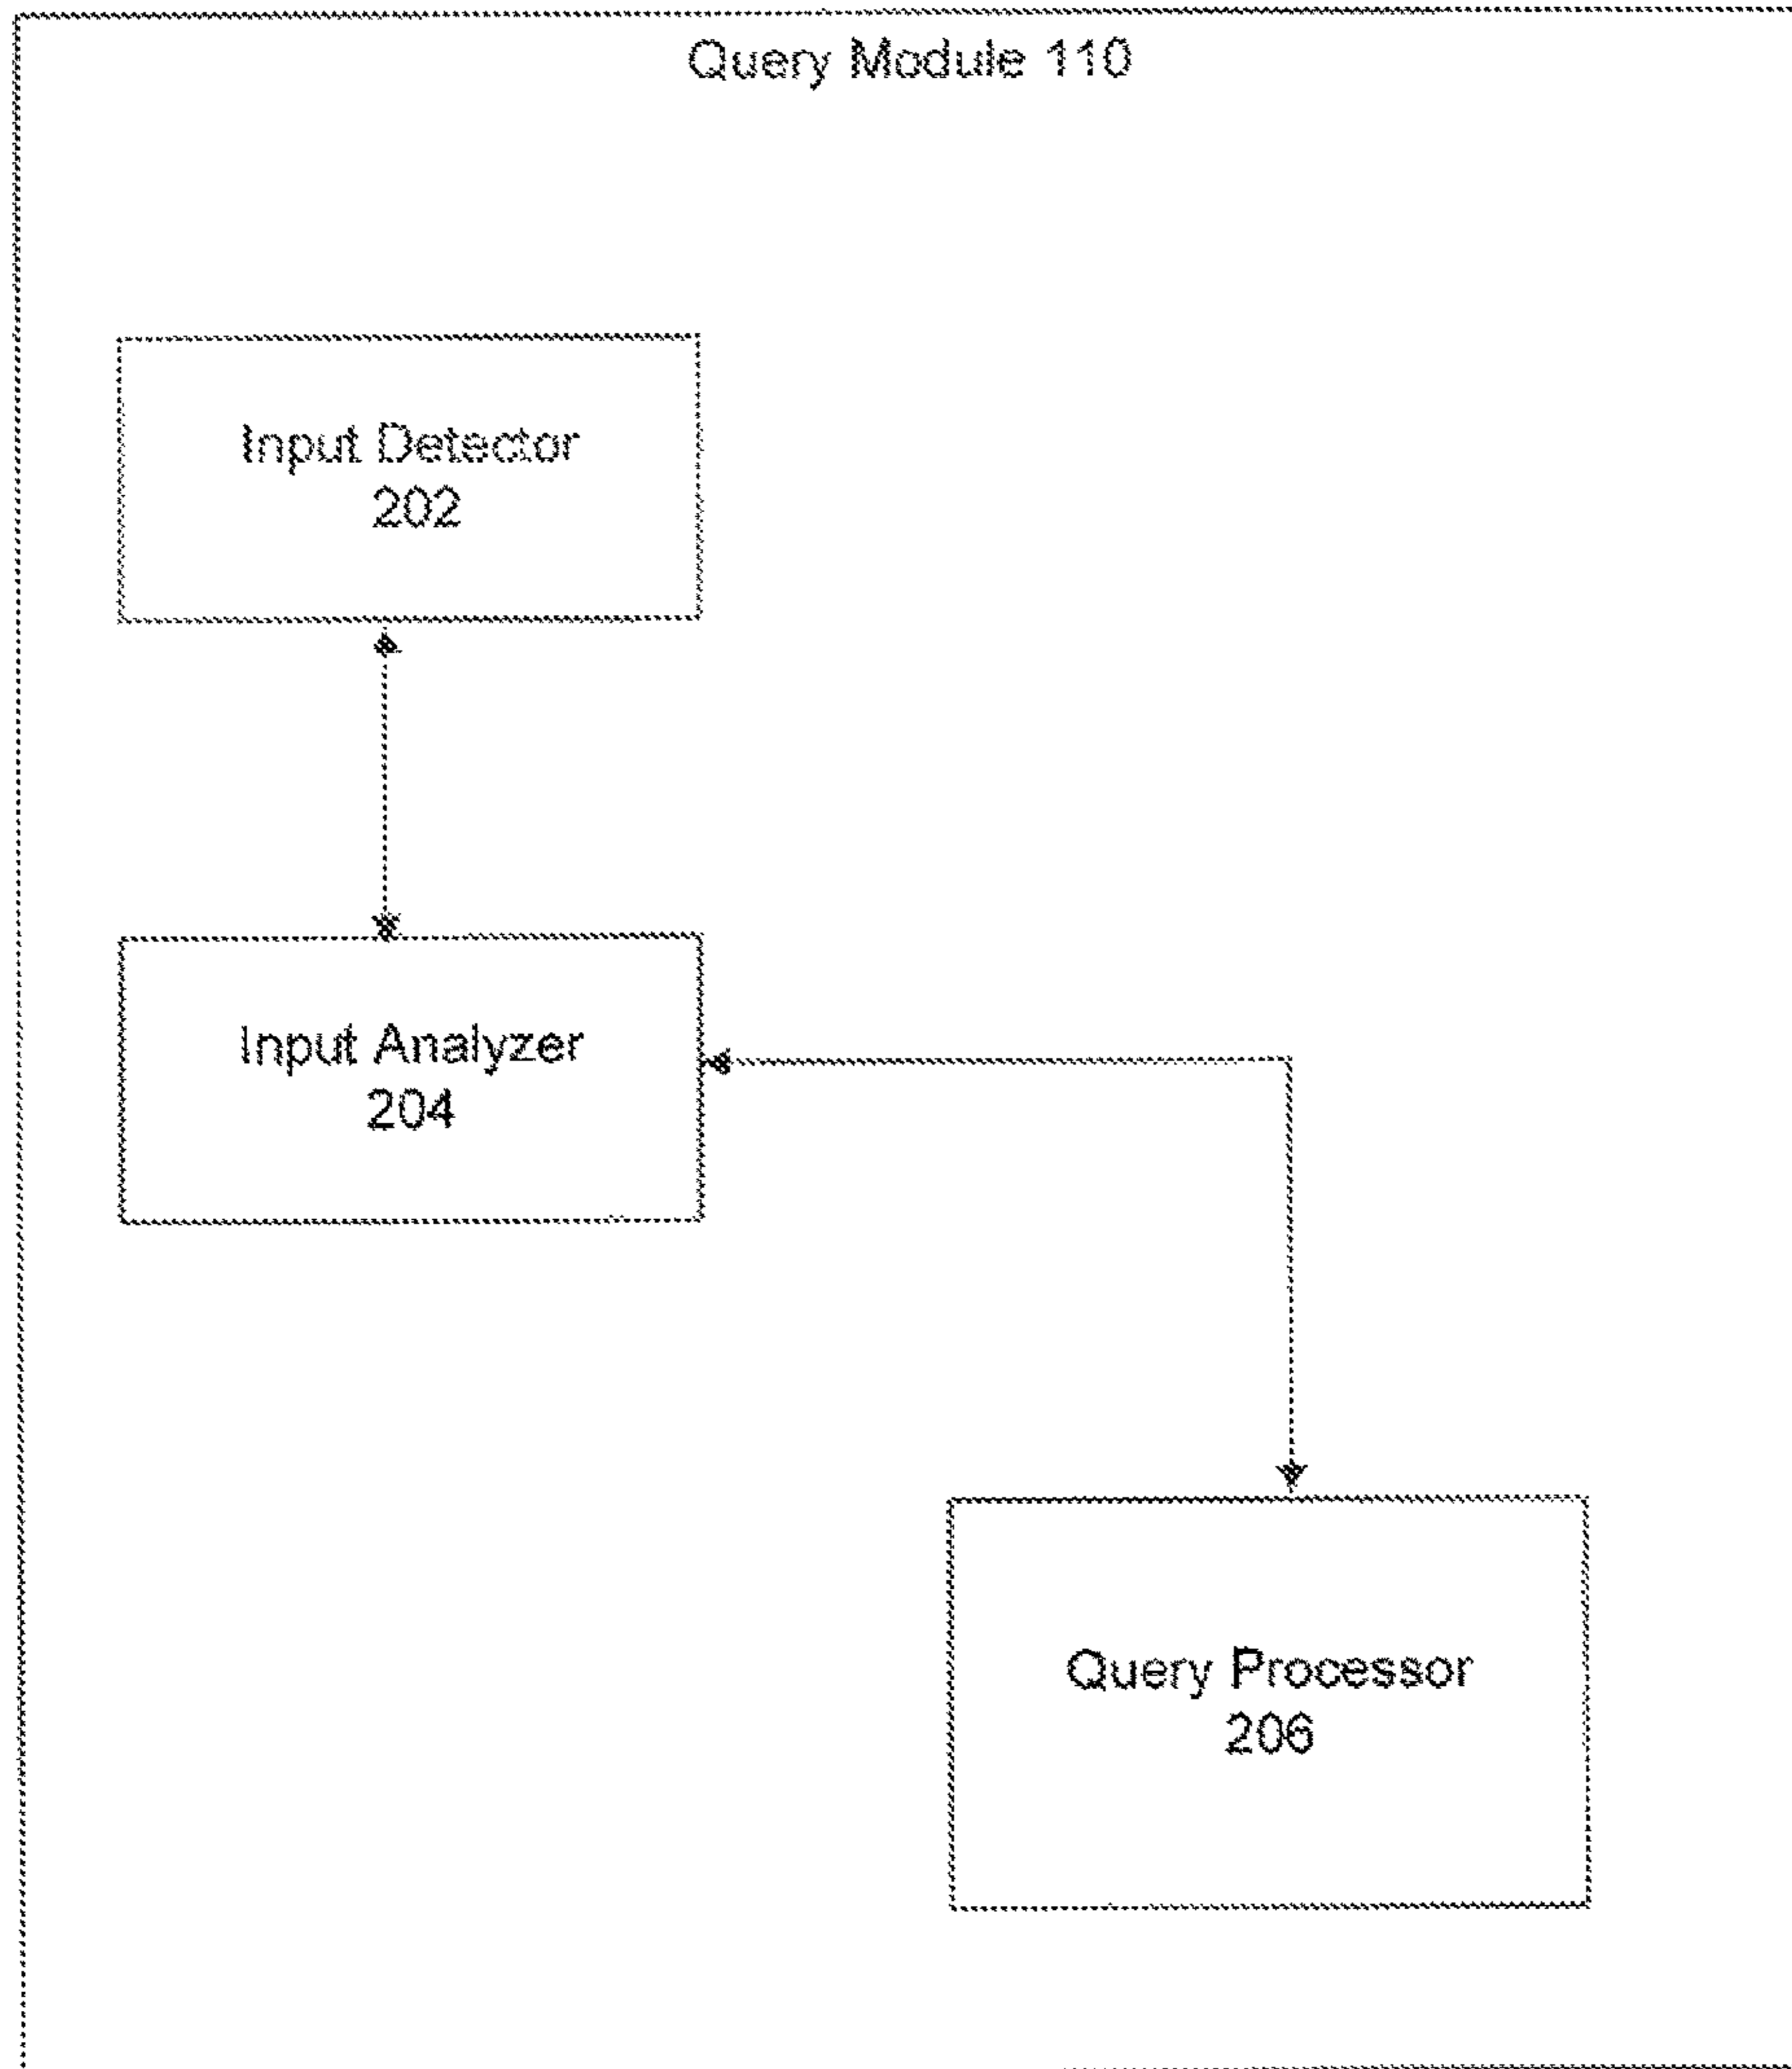 Query Module 110
Input Detector
202
Input Analyzer
204
Query Processor
206